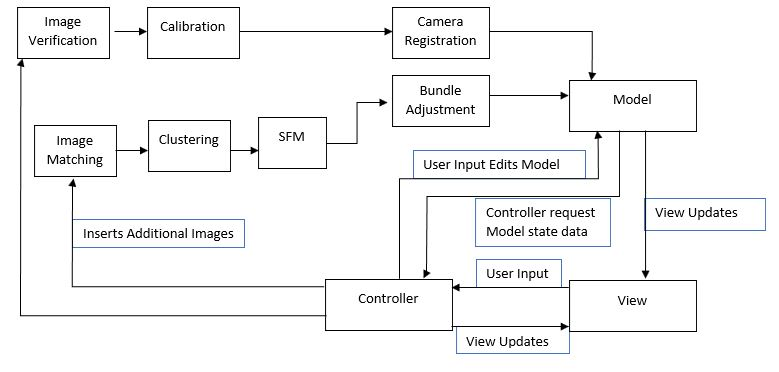 Image
Verification
Calibration
Camera
Registration
Bundle
Adjustment
Model
Image
Matching
Clustering
SFM
User Input Edits Model
Controller request
Model state data
View Updates
Inserts Additional Images
User Input
Controller
View
View Updates